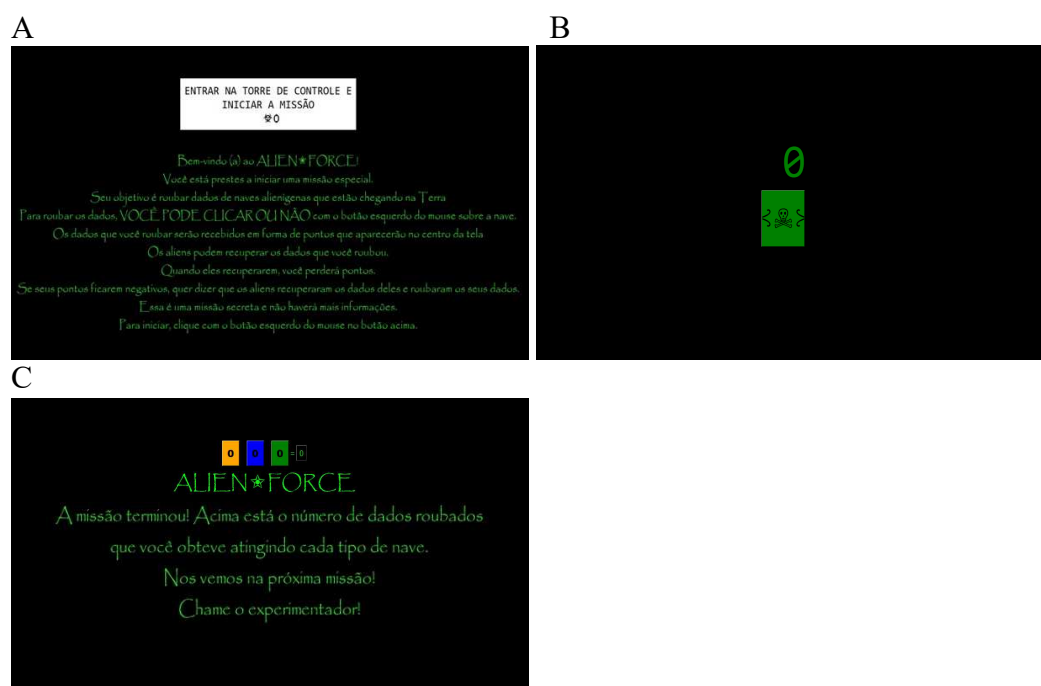 A
ENTRAR NA TORRE DE CONTROLE E
INICIAR A MISSÃO
☣0
Bem-vindo (a) ao ALIEN✶FORCE!
Você está prestes a iniciar uma missão especial.
Seu objetivo é roubar dados de naves alienígenas que estão chegando na Terra
Para roubar os dados, VOCÊ PODE CLICAR OU NÃO com o botão esquerdo do mouse sobre a nave.
Os dados que você roubar serão recebidos em forma de pontos que aparecerão no centro da tela
Os aliens podem recuperar os dados que você roubou.
Quando eles recuperarem, você perderá pontos.
Se seus pontos ficarem negativos, quer dizer que os aliens recuperaram os dados deles e roubaram os seus dados.
Essa é uma missão secreta e não haverá mais informações.
Para iniciar, clique com o botão esquerdo do mouse no botão acima.
B
0
C
0 0 0 =0
ALIEN✬FORCE
A missão terminou! Acima está o número de dados roubados
que você obteve atingindo cada tipo de nave.
Nos vemos na próxima missão!
Chame o experimentador!